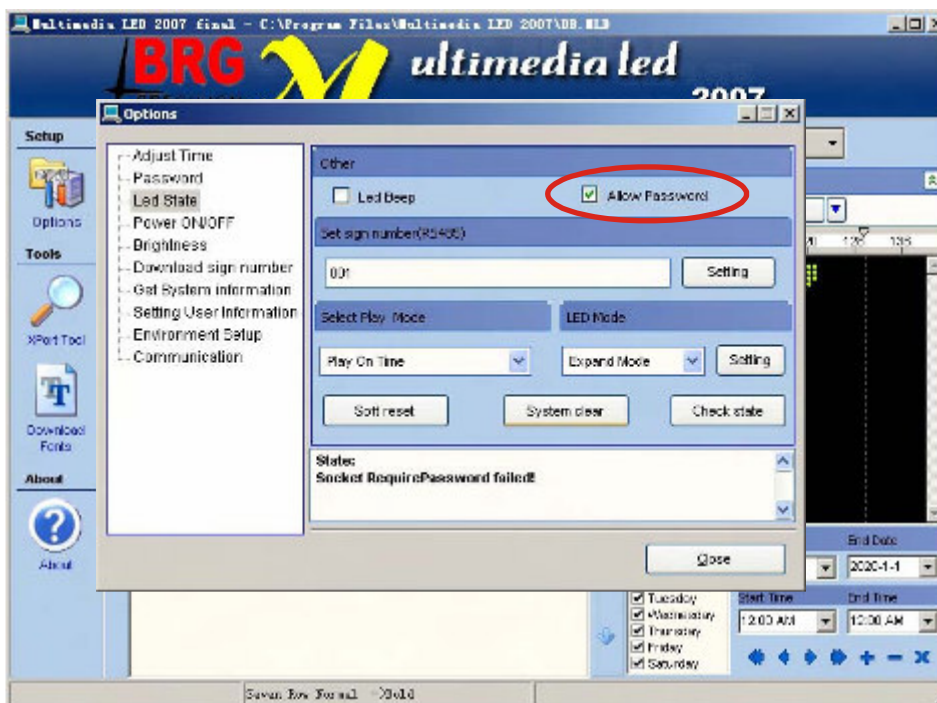 Multimedia LED 2007 final - C:\Program Files\Multimedia LED 2007\DB.MLD
BRG Multimedia led
2007
Setup
Options
Tools
XPort Tool
Download
Fonts
About
About
Options
Adjust Time
Password
Led State
Power ON/OFF
Brightness
Download sign number
Get System information
Setting User Information
Environment Setup
Communication
Other
Led Beep
Allow Password
Set sign number(RS485)
001
Setting
Select Play Mode
LED Mode
Play On Time
Expand Mode
Setting
Soft reset
System clear
Check state
State:
Socket RequirePassword failed!
Close
128 136
End Date
2020-1-1
Tuesday
Wednesday
Thursday
Friday
Saturday
Start Time
End Time
12:00 AM
12:00 AM
Seven Row Normal ->Bold